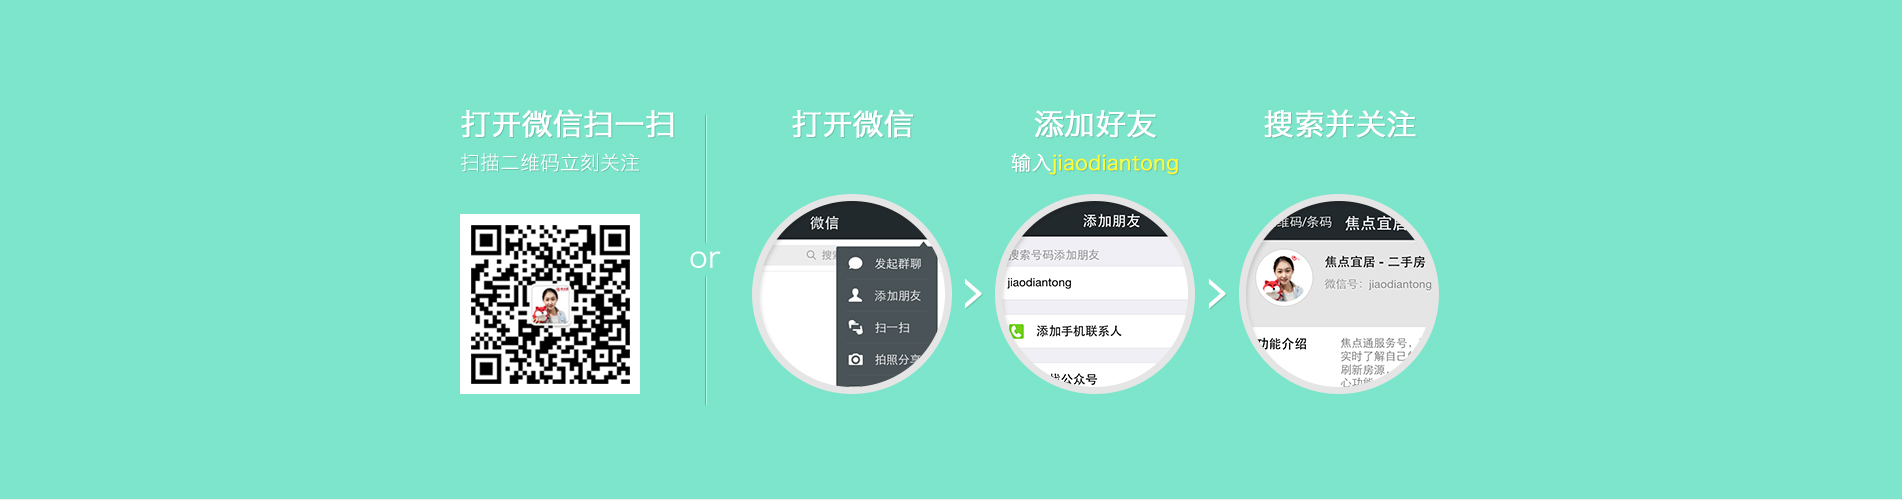 打开微信扫一扫
扫描二维码立刻关注
or
打开微信
微信
发起群聊
添加朋友
扫一扫
拍照分享
添加好友
输入jiaodiantong
添加朋友
搜索号码添加朋友
jiaodiantong
添加手机联系人
找公众号
搜索并关注
维码/条码
焦点宜居
焦点宜居 - 二手房
微信号：jiaodiantong
功能介绍
焦点通服务号，
实时了解自己
刷新房源，
心功能